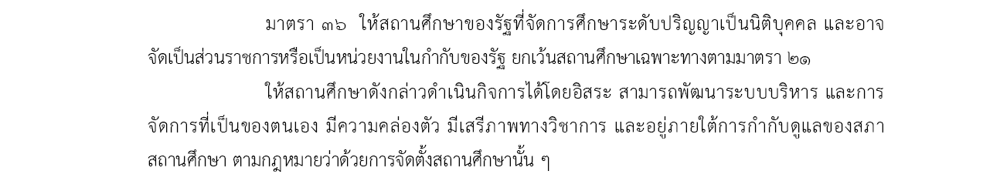 มาตรา ๓๖ ให้สถานศึกษาของรัฐที่จัดการศึกษาระดับปริญญาเป็นนิติบุคคล และอาจ
จัดเป็นส่วนราชการหรือเป็นหน่วยงานในกำกับของรัฐ ยกเว้นสถานศึกษาเฉพาะทางตามมาตรา ๒๑
ให้สถานศึกษาดังกล่าวดำเนินกิจการได้โดยอิสระ สามารถพัฒนาระบบบริหาร และการ
จัดการที่เป็นของตนเอง มีความคล่องตัว มีเสรีภาพทางวิชาการ และอยู่ภายใต้การกำกับดูแลของสภา
สถานศึกษา ตามกฎหมายว่าด้วยการจัดตั้งสถานศึกษานั้น ๆ